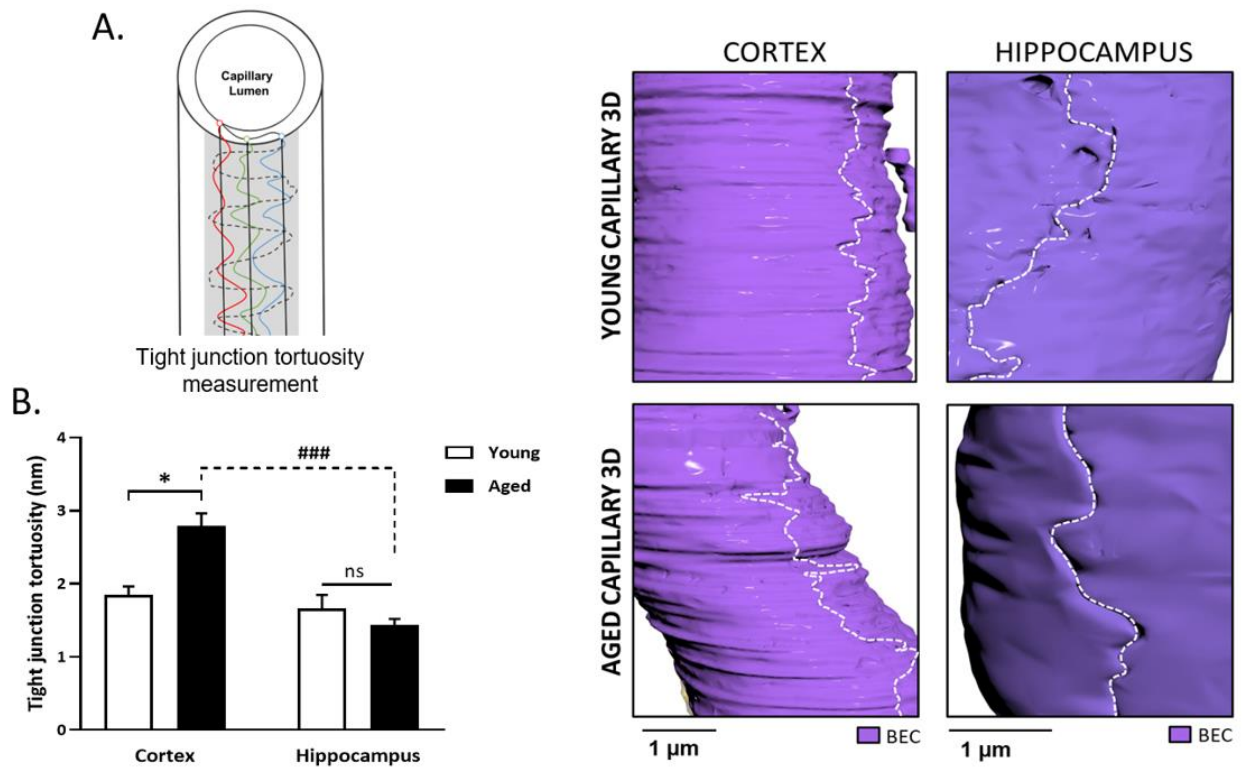 A.
Capillary
Lumen
Tight junction tortuosity
measurement
B.
Tight junction tortuosity (nm)
4
3
2
1
0
*
###
ns
Young
Aged
Cortex
Hippocampus
CORTEX
HIPPOCAMPUS
YOUNG CAPILLARY 3D
AGED CAPILLARY 3D
1 µm
BEC
1 µm
BEC